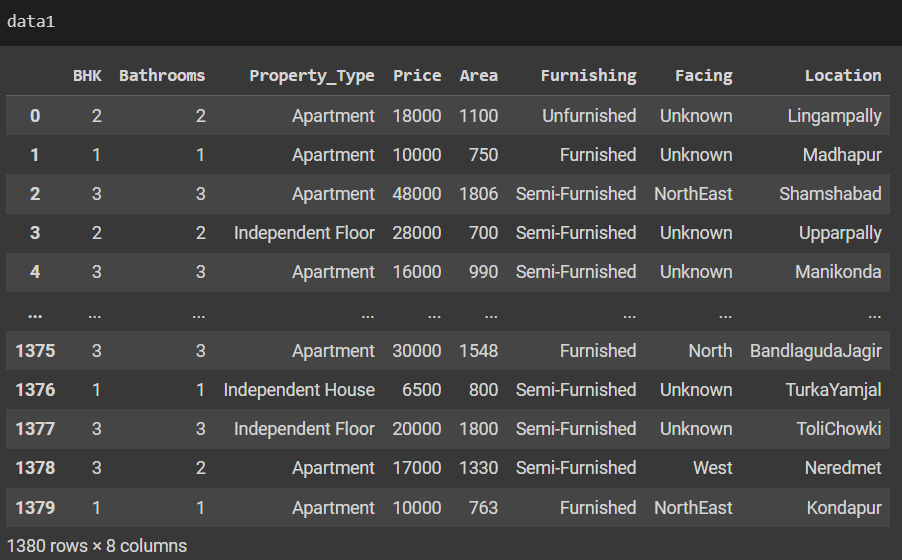 data1
BHK Bathrooms Property_Type Price Area Furnishing Facing Location
0 2 2 Apartment 18000 1100 Unfurnished Unknown Lingampally
1 1 1 Apartment 10000 750 Furnished Unknown Madhapur
2 3 3 Apartment 48000 1806 Semi-Furnished NorthEast Shamshabad
3 2 2 Independent Floor 28000 700 Semi-Furnished Unknown Upparpally
4 3 3 Apartment 16000 990 Semi-Furnished Unknown Manikonda
... ... ... ... ... ... ... ... ...
1375 3 3 Apartment 30000 1548 Furnished North BandlagudaJagir
1376 1 1 Independent House 6500 800 Semi-Furnished Unknown TurkaYamjal
1377 3 3 Independent Floor 20000 1800 Semi-Furnished Unknown ToliChowki
1378 3 2 Apartment 17000 1330 Semi-Furnished West Neredmet
1379 1 1 Apartment 10000 763 Furnished NorthEast Kondapur
1380 rows × 8 columns